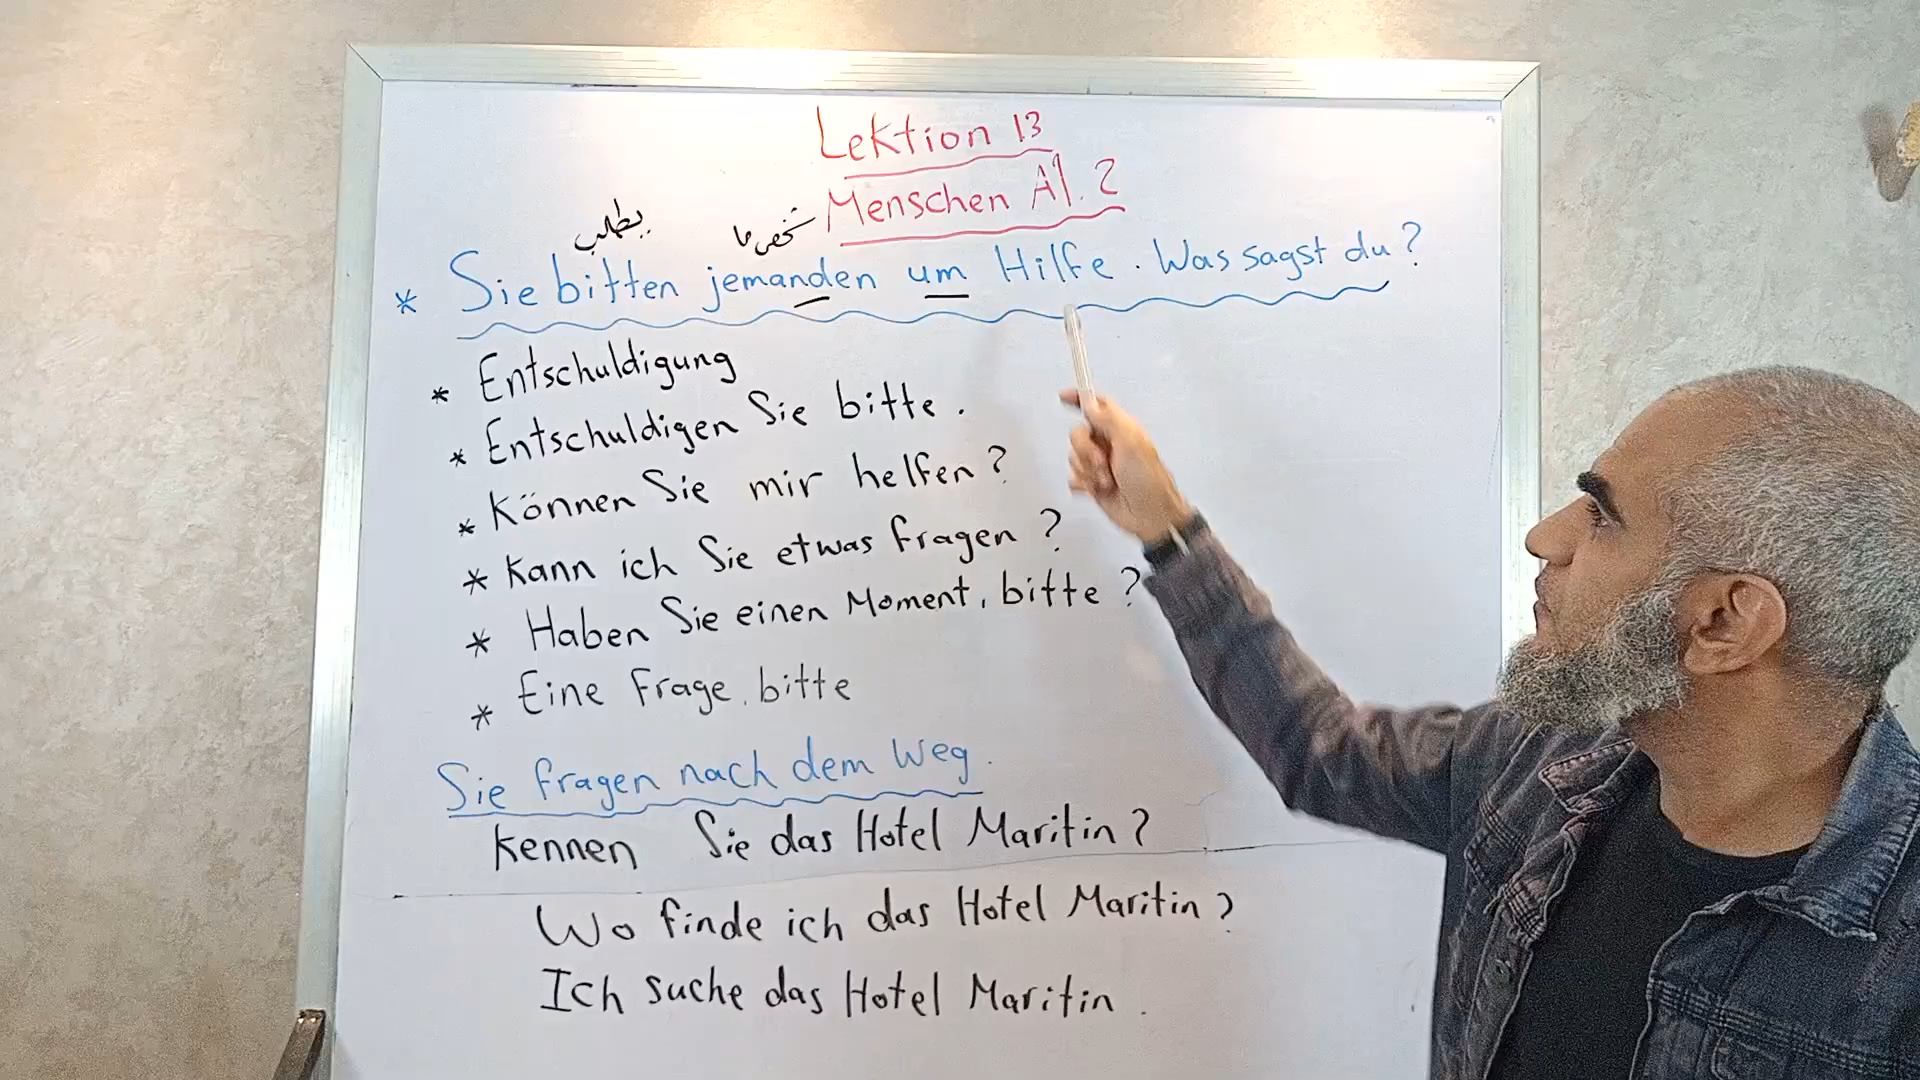 Lektion 13
Menschen A1.2
يطلب شخص ما
* Sie bitten jemanden um Hilfe. Was sagst du?
* Entschuldigung
* Entschuldigen Sie bitte.
* Können Sie mir helfen?
* Kann ich Sie etwas fragen?
* Haben Sie einen Moment, bitte?
* Eine Frage, bitte
Sie fragen nach dem Weg.
Kennen Sie das Hotel Maritin?
Wo finde ich das Hotel Maritin?
Ich suche das Hotel Maritin.